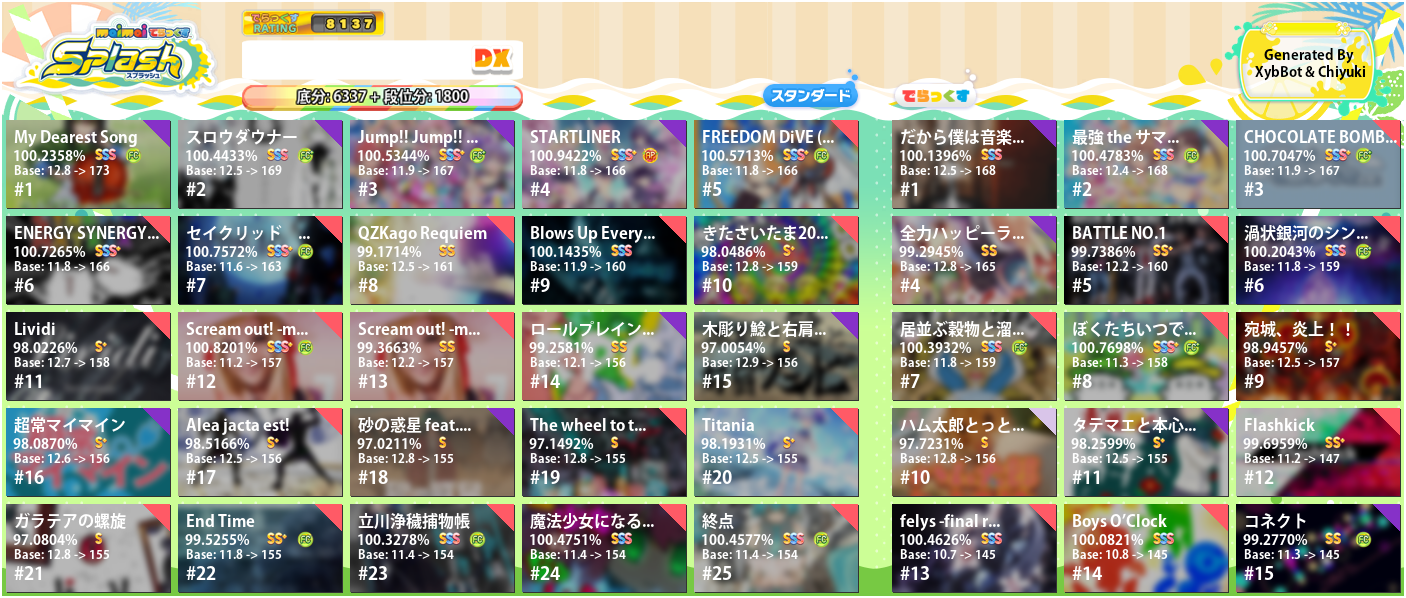 maimai でらっくす
Splash
スプラッシュ
でらっくす
RATING
8137
DX
底分: 6337 + 段位分: 1800
スタンダード
でらっくす
Generated By
XybBot & Chiyuki
My Dearest Song
100.2358% SSS FC
Base: 12.8 -> 173
#1
スロウダウナー
100.4433% SSS FC
Base: 12.5 -> 169
#2
Jump!! Jump!! ...
100.5344% SSS+ FC+
Base: 11.9 -> 167
#3
STARTLINER
100.9422% SSS+ AP
Base: 11.8 -> 166
#4
FREEDOM DiVE (...
100.5713% SSS+ FC
Base: 11.8 -> 166
#5
だから僕は音楽...
100.1396% SSS
Base: 12.5 -> 168
#1
最強 the サマ...
100.4783% SSS FC
Base: 12.4 -> 168
#2
CHOCOLATE BOMB...
100.7047% SSS+
Base: 11.9 -> 167
#3
ENERGY SYNERGY...
100.7265% SSS+
Base: 11.8 -> 166
#6
セイクリッド ...
100.7572% SSS+ FC
Base: 11.6 -> 163
#7
QZKago Requiem
99.1714% SS
Base: 12.5 -> 161
#8
Blows Up Every...
100.1435% SSS
Base: 11.9 -> 160
#9
きたさいたま20...
98.0486% S+
Base: 12.8 -> 159
#10
全力ハッピーラ...
99.2945% SS
Base: 12.8 -> 165
#4
BATTLE NO.1
99.7386% SS+
Base: 12.2 -> 160
#5
渦状銀河のシン...
100.2043% SSS FC
Base: 11.8 -> 159
#6
Lividi
98.0226% S+
Base: 12.7 -> 158
#11
Scream out! -m...
100.8201% SSS+ FC
Base: 11.2 -> 157
#12
Scream out! -m...
99.3663% SS
Base: 12.2 -> 157
#13
ロールプレイン...
99.2581% SS
Base: 12.1 -> 156
#14
木彫り鯰と右肩...
97.0054% S
Base: 12.9 -> 156
#15
居並ぶ穀物と溜...
100.3932% SSS FC+
Base: 11.8 -> 159
#7
ぼくたちいつで...
100.7698% SSS+ FC+
Base: 11.3 -> 158
#8
宛城、炎上！！
98.9457% S+
Base: 12.5 -> 157
#9
超常マイマイン
98.0870% S+
Base: 12.6 -> 156
#16
Alea jacta est!
98.5166% S+
Base: 12.5 -> 156
#17
砂の惑星 feat....
97.0211% S
Base: 12.8 -> 155
#18
The wheel to t...
97.1492% S
Base: 12.8 -> 155
#19
Titania
98.1931% S+
Base: 12.5 -> 155
#20
ハム太郎とっと...
97.7231% S
Base: 12.8 -> 156
#10
タテマエと本心...
98.2599% S+
Base: 12.5 -> 155
#11
Flashkick
99.6959% SS+
Base: 11.2 -> 147
#12
ガラテアの螺旋
97.0804% S
Base: 12.8 -> 155
#21
End Time
99.5255% SS+ FC
Base: 11.8 -> 155
#22
立川浄穢捕物帳
100.3278% SSS FC
Base: 11.4 -> 154
#23
魔法少女になる...
100.4751% SSS
Base: 11.4 -> 154
#24
終点
100.4577% SSS FC
Base: 11.4 -> 154
#25
felys -final r...
100.4626% SSS
Base: 10.7 -> 145
#13
Boys O’Clock
100.0821% SSS
Base: 10.8 -> 145
#14
コネクト
99.2770% SS FC
Base: 11.3 -> 145
#15